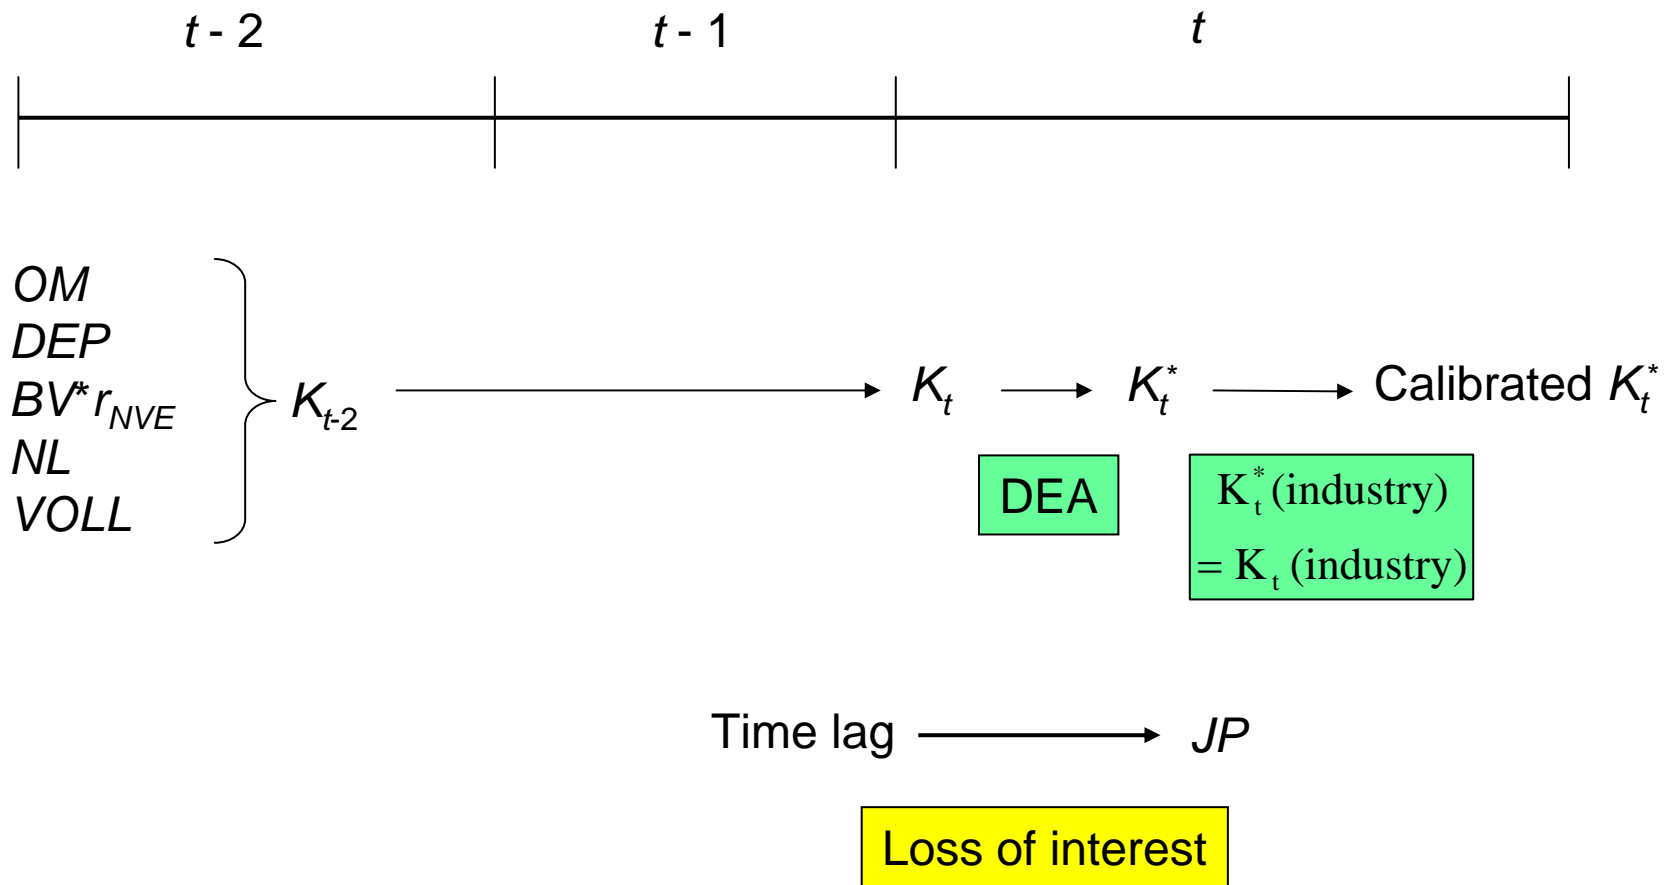 t - 2 t - 1 t
OM
DEP
BV* r_NVE
NL
VOLL
K_{t-2} K_t K_t^* Calibrated K_t^*
DEA
K_t^* (industry)
= K_t (industry)
Time lag JP
Loss of interest